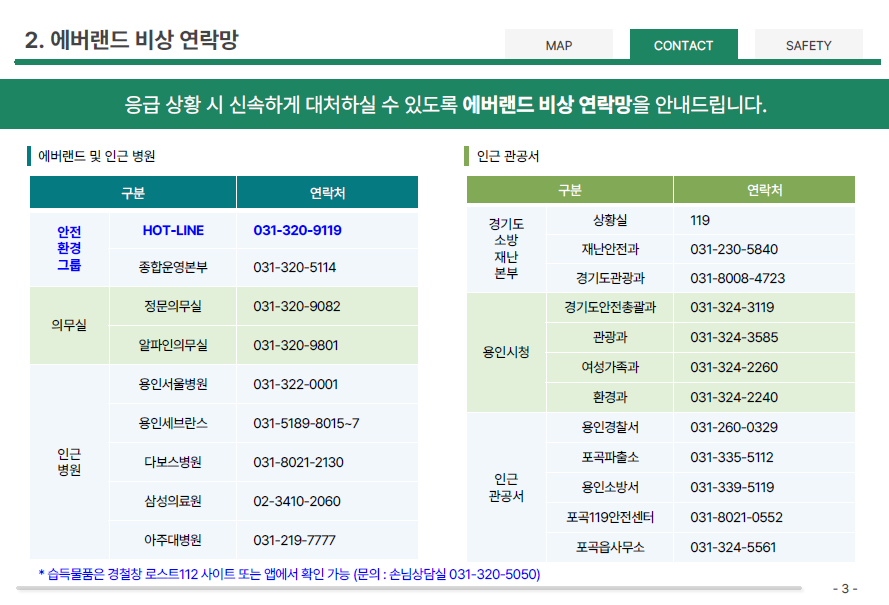 2. 에버랜드 비상 연락망
MAP
CONTACT
SAFETY
응급 상황 시 신속하게 대처하실 수 있도록 에버랜드 비상 연락망을 안내드립니다.
에버랜드 및 인근 병원
구분 연락처
안전
환경
그룹
HOT-LINE 031-320-9119
종합운영본부 031-320-5114
의무실
정문의무실 031-320-9082
알파인의무실 031-320-9801
인근
병원
용인서울병원 031-322-0001
용인세브란스 031-5189-8015~7
다보스병원 031-8021-2130
삼성의료원 02-3410-2060
아주대병원 031-219-7777
인근 관공서
구분 연락처
경기도
소방
재난
본부
상황실 119
재난안전과 031-230-5840
경기도관광과 031-8008-4723
용인시청
경기도안전총괄과 031-324-3119
관광과 031-324-3585
여성가족과 031-324-2260
환경과 031-324-2240
인근
관공서
용인경찰서 031-260-0329
포곡파출소 031-335-5112
용인소방서 031-339-5119
포곡119안전센터 031-8021-0552
포곡읍사무소 031-324-5561
* 습득물품은 경철창 로스트112 사이트 또는 앱에서 확인 가능 (문의 : 손님상담실 031-320-5050)
- 3 -